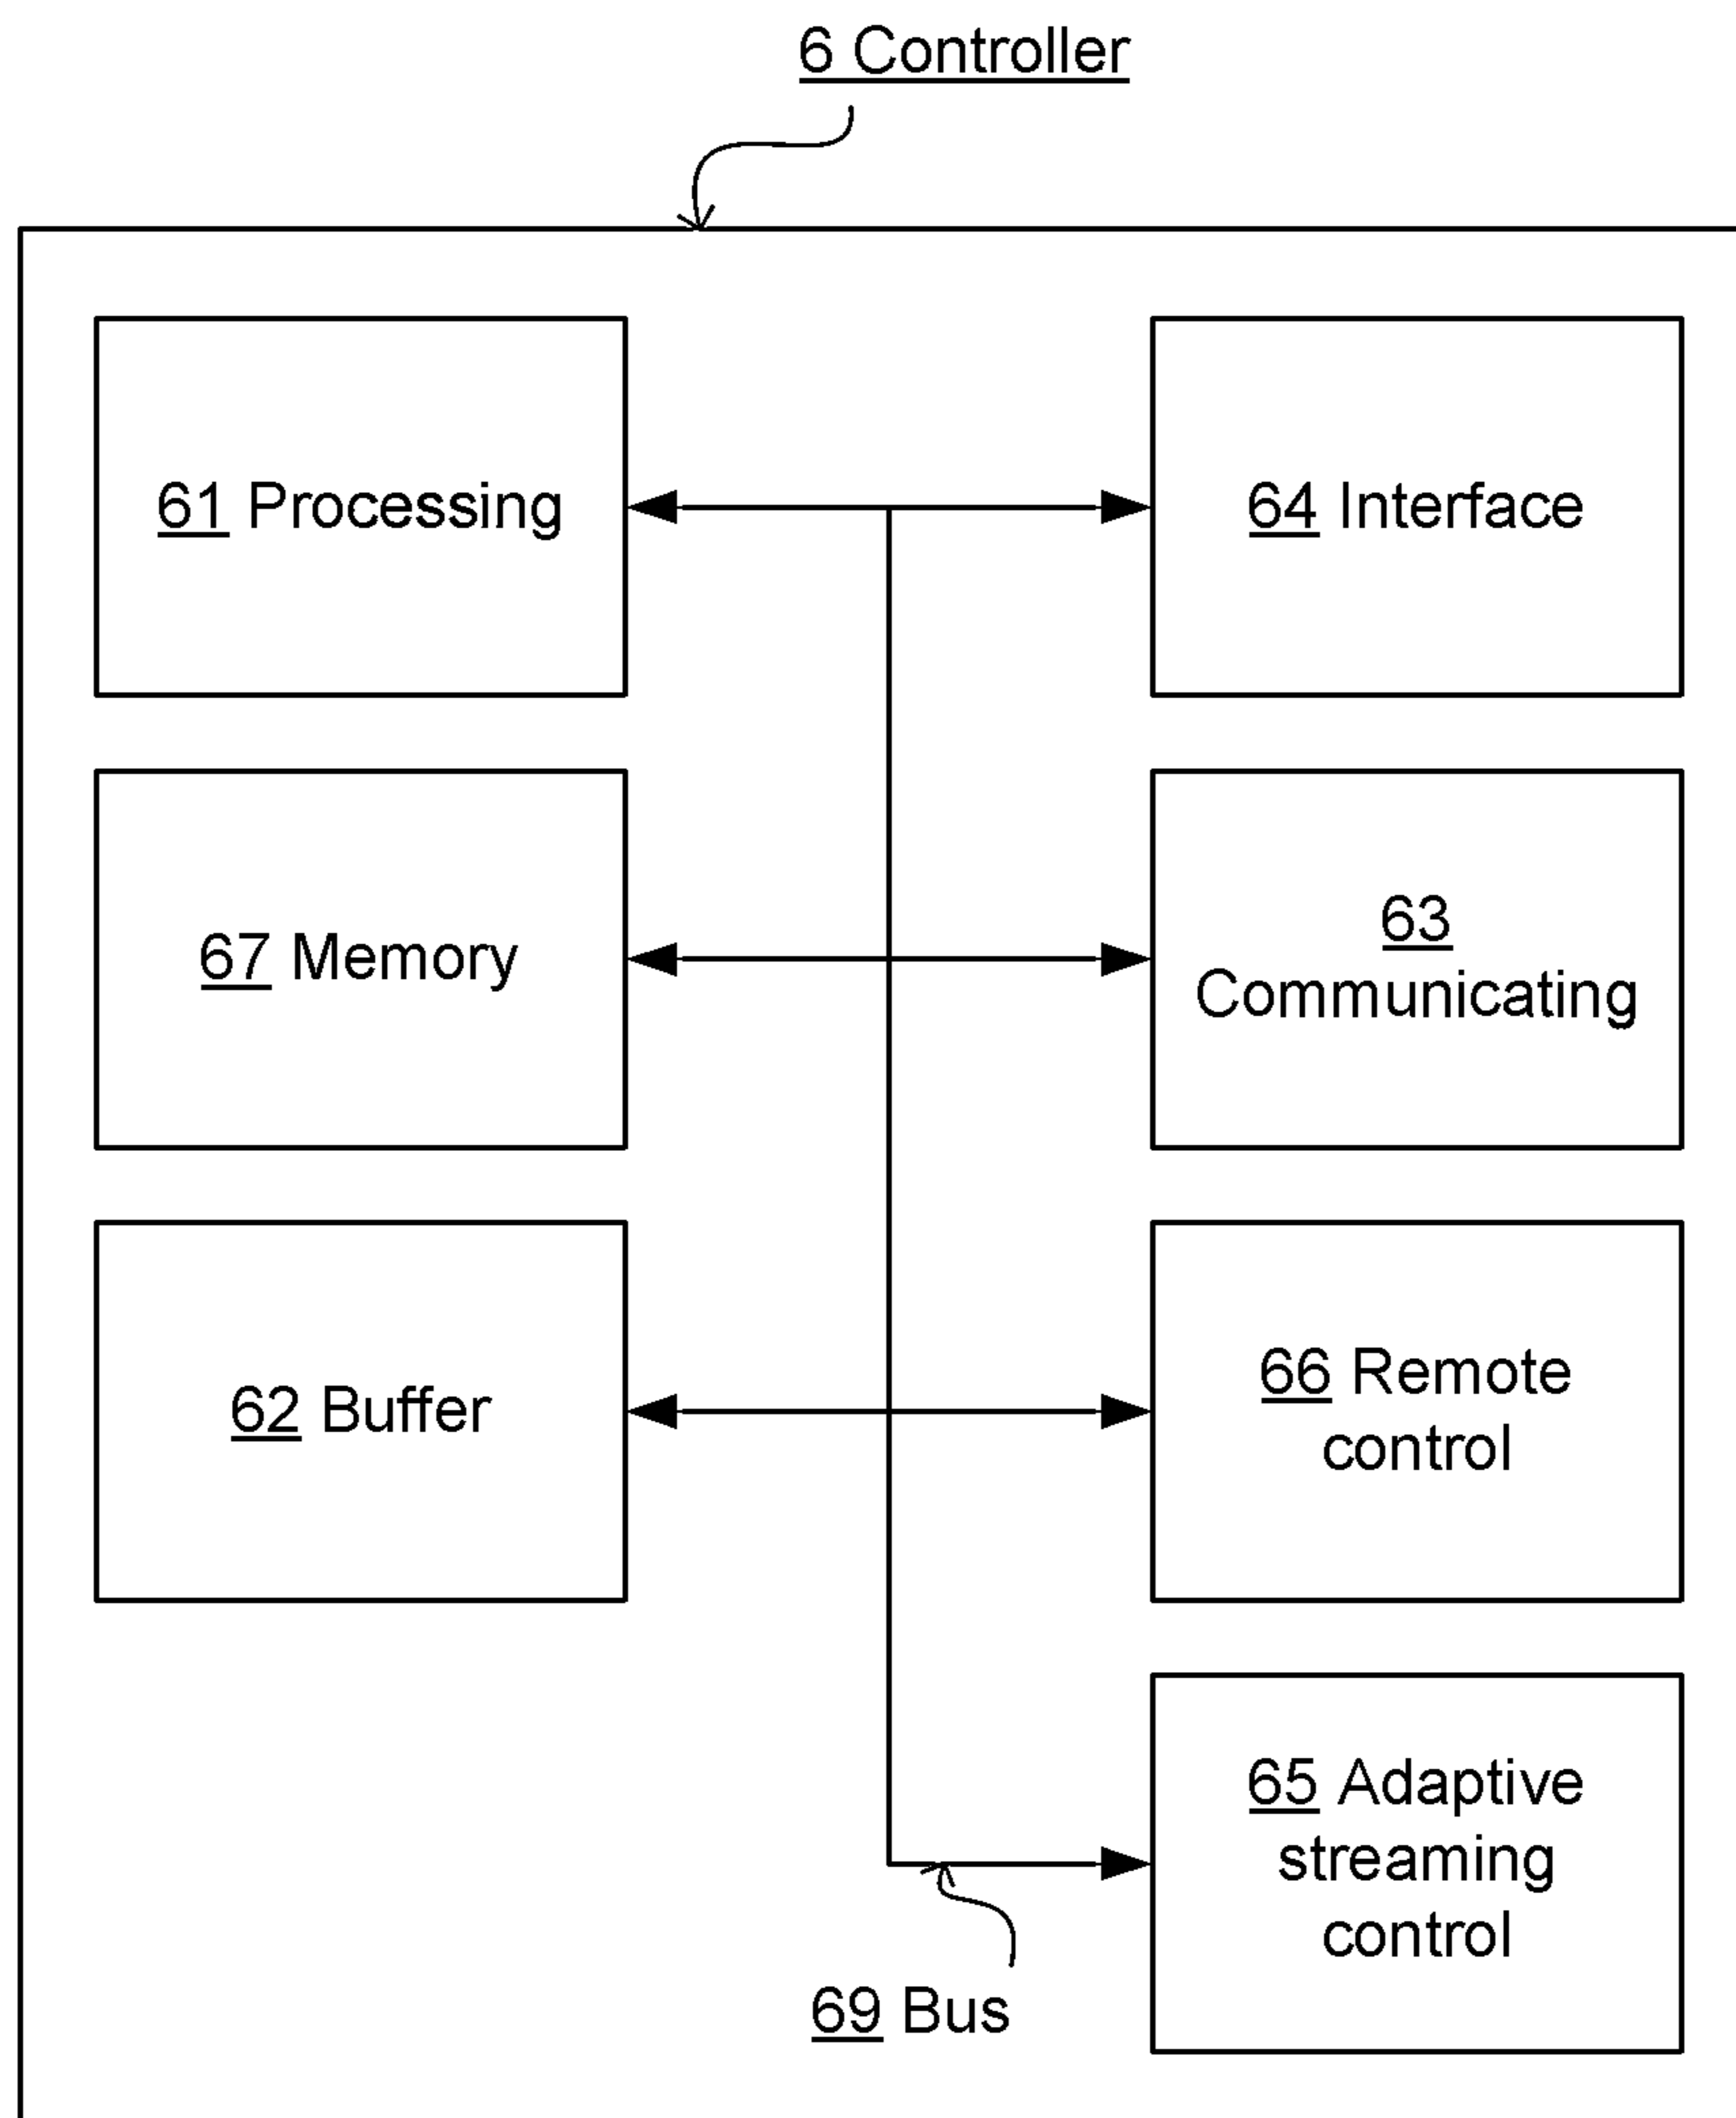 6 Controller
61 Processing
64 Interface
67 Memory
63
Communicating
62 Buffer
66 Remote
control
65 Adaptive
streaming
control
69 Bus